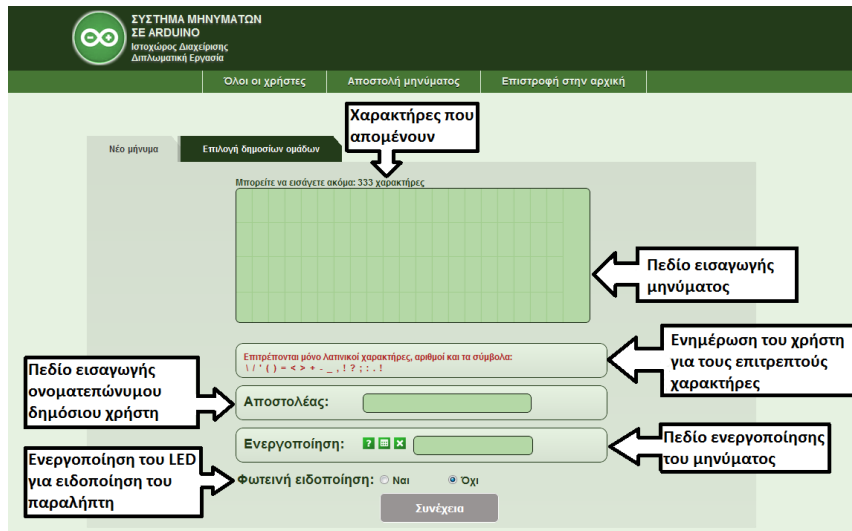 ΣΥΣΤΗΜΑ ΜΗΝΥΜΑΤΩΝ
ΣΕ ARDUINO
Ιστοχώρος Διαχείρισης
Διπλωματική Εργασία
Όλοι οι χρήστες
Αποστολή μηνύματος
Επιστροφή στην αρχική
Χαρακτήρες που
απομένουν
Νέο μήνυμα
Επιλογή δημοσίων ομάδων
Μπορείτε να εισάγετε ακόμα: 333 χαρακτήρες
Πεδίο εισαγωγής
μηνύματος
Επιτρέπονται μόνο λατινικοί χαρακτήρες, αριθμοί και τα σύμβολα:
\ / ' ( ) = < > + - _ , ! ? ; : . !
Ενημέρωση του χρήστη
για τους επιτρεπτούς
χαρακτήρες
Πεδίο εισαγωγής
ονοματεπώνυμου
δημόσιου χρήστη
Αποστολέας:
Ενεργοποίηση:
Πεδίο ενεργοποίησης
του μηνύματος
Ενεργοποίηση του LED
για ειδοποίηση του
παραλήπτη
Φωτεινή ειδοποίηση: Ναι Όχι
Συνέχεια